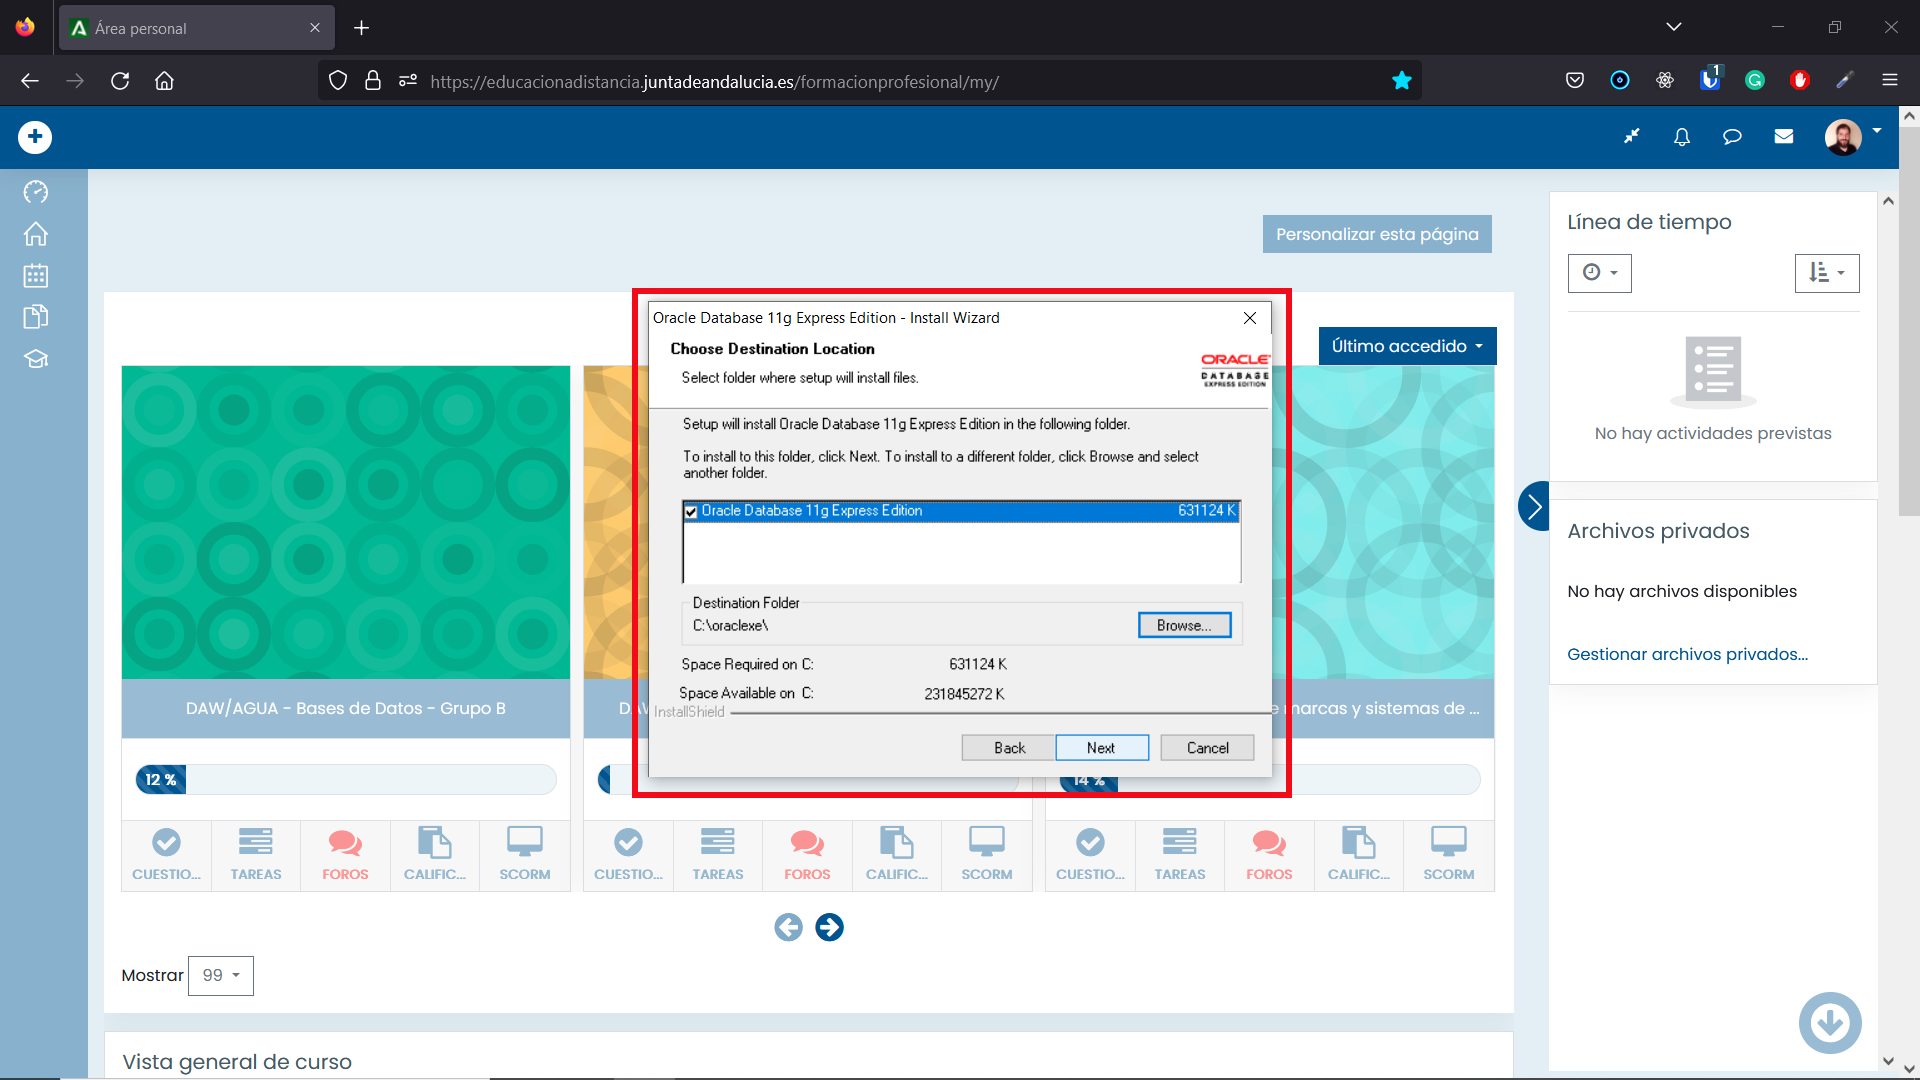 Área personal
https://educacionadistancia.juntadeandalucia.es/formacionprofesional/my/
1
Personalizar esta página
Último accedido
Oracle Database 11g Express Edition - Install Wizard
Choose Destination Location
Select folder where setup will install files.
ORACLE
DATABASE
EXPRESS EDITION
Setup will install Oracle Database 11g Express Edition in the following folder.
To install to this folder, click Next. To install to a different folder, click Browse and select
another folder.
Oracle Database 11g Express Edition 631124 K
Destination Folder
C:\oraclexe\
Browse...
Space Required on C: 631124 K
Space Available on C: 231845272 K
InstallShield
Back Next Cancel
DAW/AGUA - Bases de Datos - Grupo B
marcas y sistemas de ...
12 %
14 %
CUESTIO... TAREAS FOROS CALIFIC... SCORM
CUESTIO... TAREAS FOROS CALIFIC... SCORM
CUESTIO... TAREAS FOROS CALIFIC... SCORM
Mostrar 99
Vista general de curso
Línea de tiempo
No hay actividades previstas
Archivos privados
No hay archivos disponibles
Gestionar archivos privados...